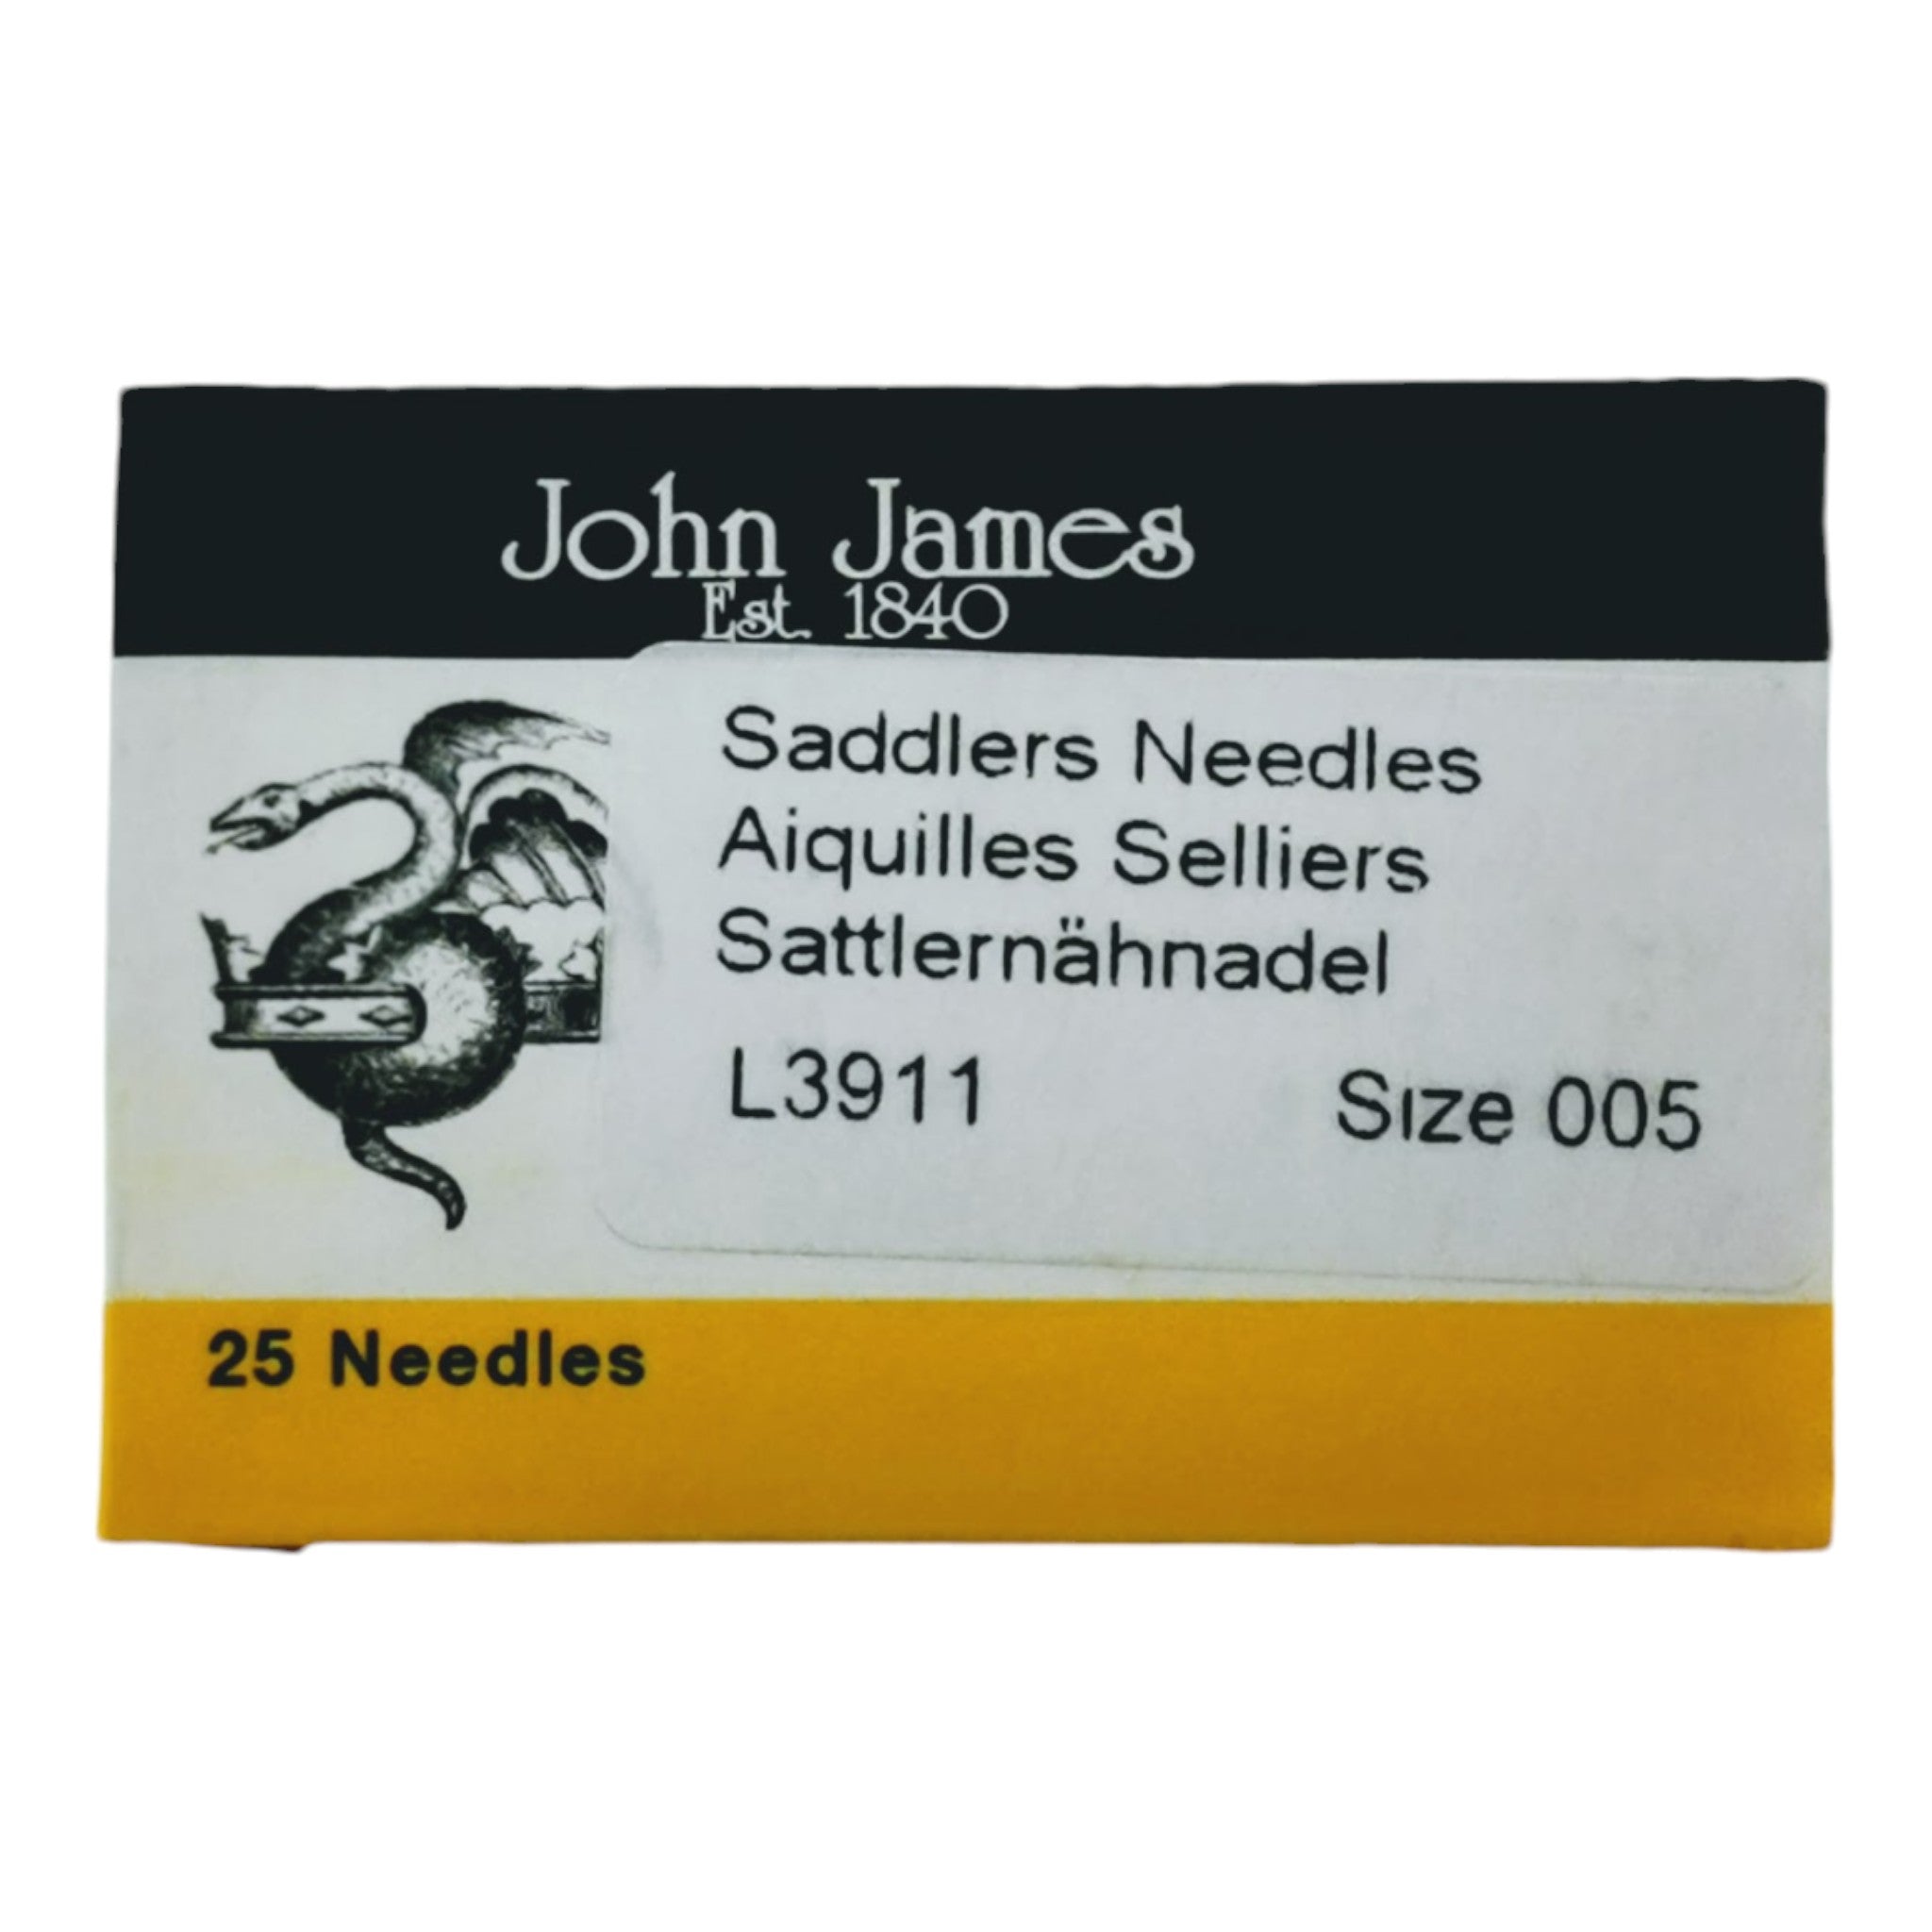 John James
Est. 1840
Saddlers Needles
Aiquilles Selliers
Sattlernähnadel
L3911 Size 005
25 Needles